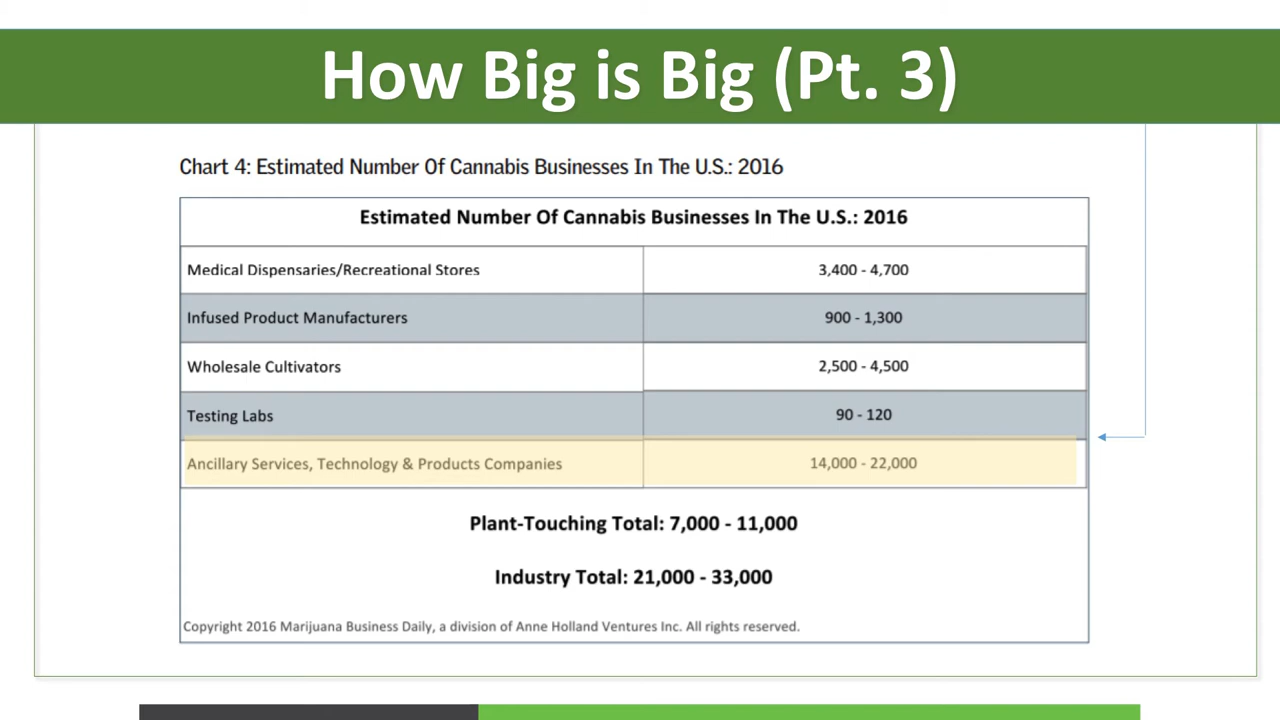 How Big is Big (Pt. 3)
Chart 4: Estimated Number Of Cannabis Businesses In The U.S.: 2016
Estimated Number Of Cannabis Businesses In The U.S.: 2016
Medical Dispensaries/Recreational Stores 3,400 - 4,700
Infused Product Manufacturers 900 - 1,300
Wholesale Cultivators 2,500 - 4,500
Testing Labs 90 - 120
Ancillary Services, Technology & Products Companies 14,000 - 22,000
Plant-Touching Total: 7,000 - 11,000
Industry Total: 21,000 - 33,000
Copyright 2016 Marijuana Business Daily, a division of Anne Holland Ventures Inc. All rights reserved.